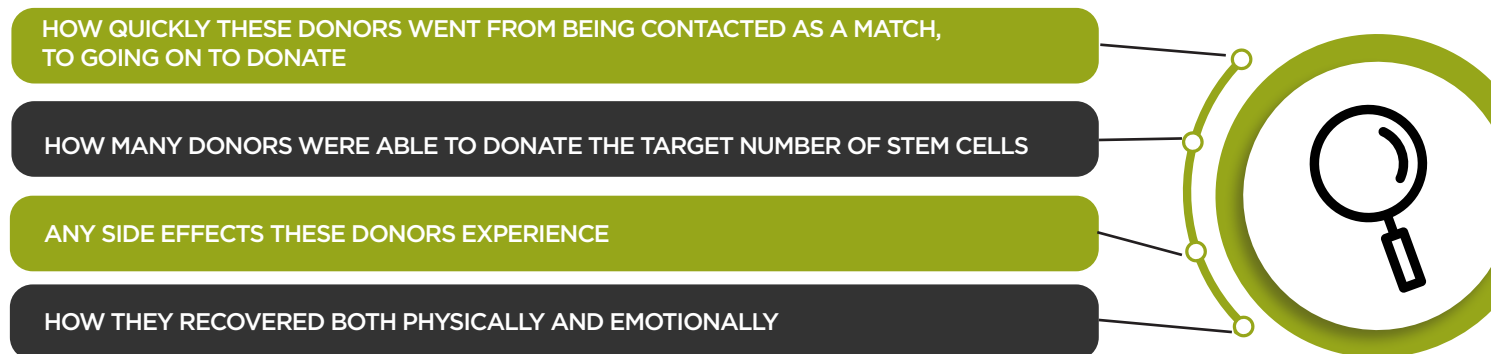 HOW QUICKLY THESE DONORS WENT FROM BEING CONTACTED AS A MATCH,
TO GOING ON TO DONATE
HOW MANY DONORS WERE ABLE TO DONATE THE TARGET NUMBER OF STEM CELLS
ANY SIDE EFFECTS THESE DONORS EXPERIENCE
HOW THEY RECOVERED BOTH PHYSICALLY AND EMOTIONALLY